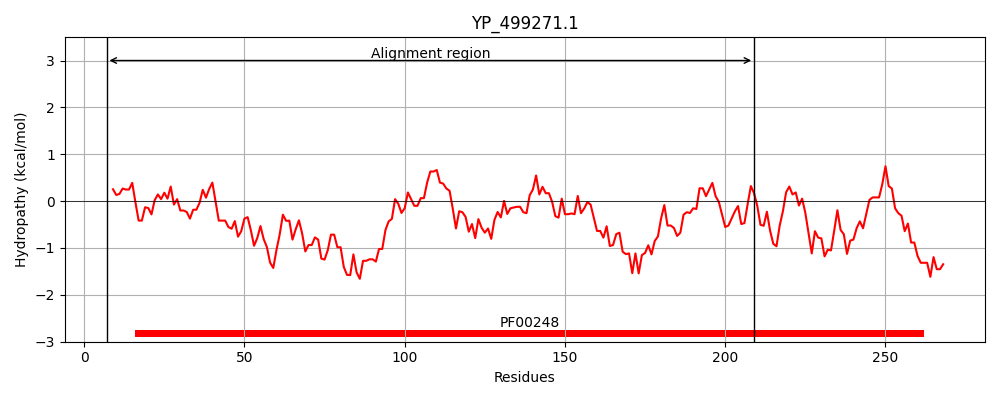 YP_499271.1
Alignment region
3
2
1
0
−1
−2
−3
Hydropathy (kcal/mol)
PF00248
0
50
100
150
200
250
Residues